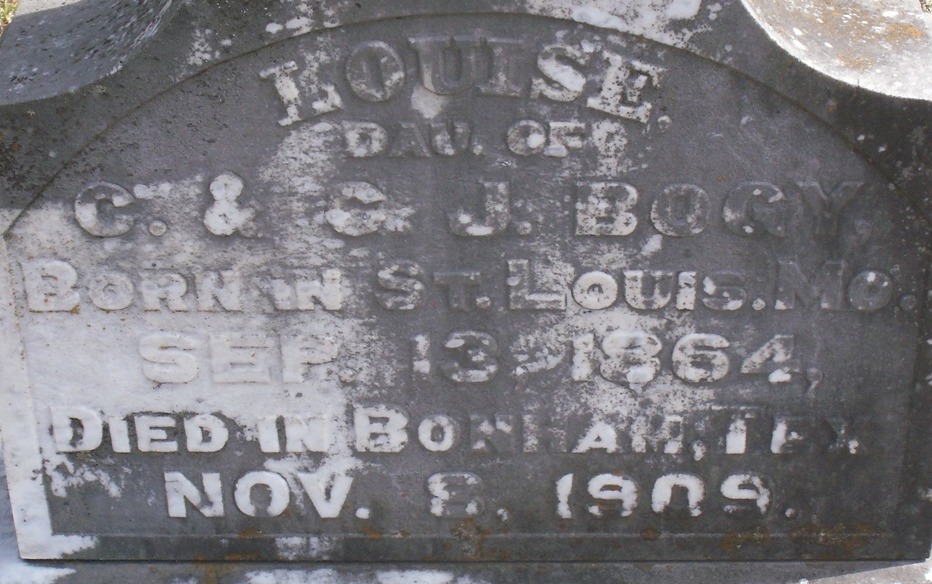 LOUISE.
DAU. OF
C. & C. J. BOGY,
BORN IN ST. LOUIS, MO.
SEP. 13, 1864,
DIED IN BONHAM, TEX.
NOV. 8, 1909.